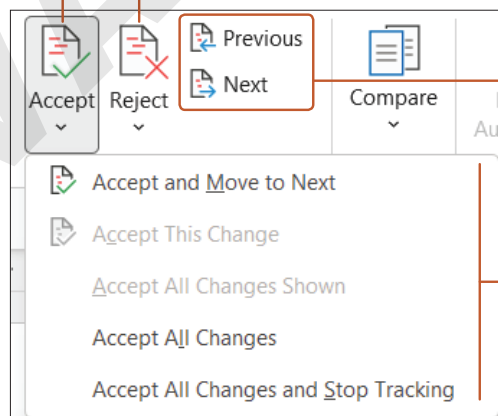 Accept
Reject
Previous
Next
Compare
Au
Accept and Move to Next
Accept This Change
Accept All Changes Shown
Accept All Changes
Accept All Changes and Stop Tracking